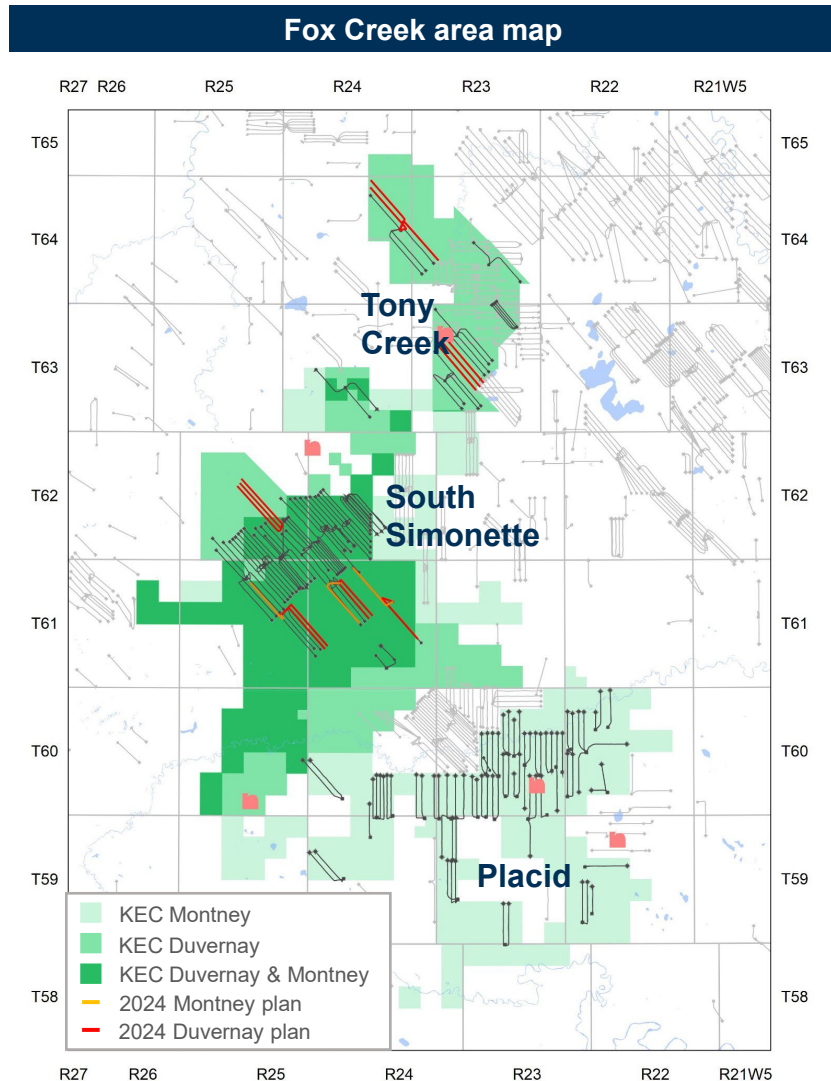 Fox Creek area map
R27 R26 R25 R24 R23 R22 R21W5
T65 T65
T64 T64
Tony
Creek
T63 T63
T62 T62
South
Simonette
T61 T61
T60 T60
Placid
T59 T59
KEC Montney
KEC Duvernay
KEC Duvernay & Montney
T58 T58
2024 Montney plan
2024 Duvernay plan
R27 R26 R25 R24 R23 R22 R21W5